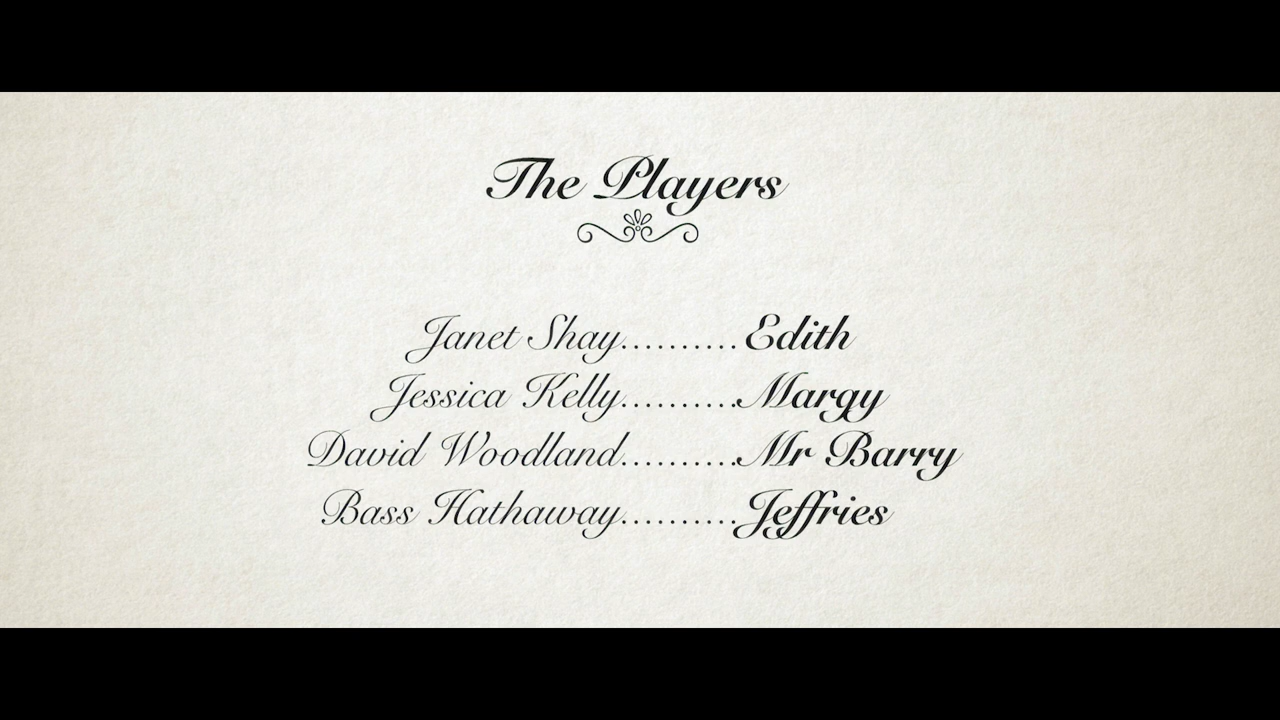 The Players
Janet Shay..........Edith
Jessica Kelly..........Margy
David Woodland..........Mr Barry
Bass Hathaway..........Jeffries